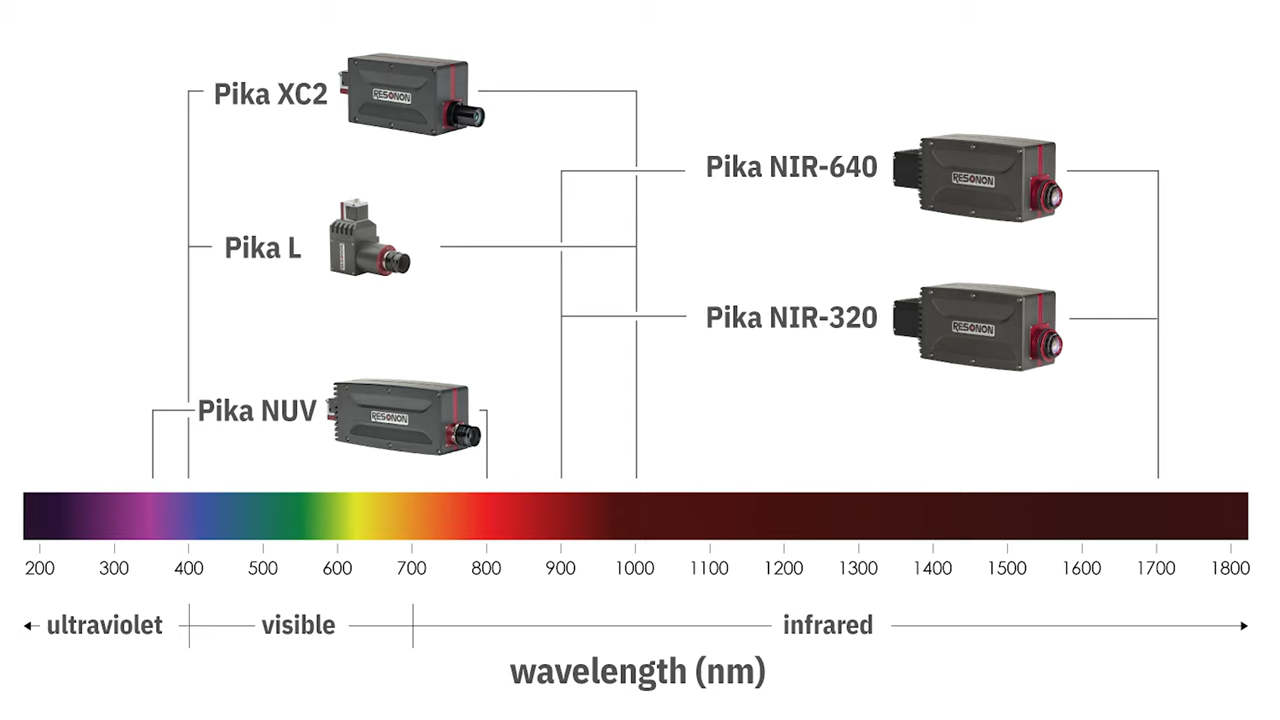 Pika XC2
RESONON
Pika NIR-640
RESONON
Pika L
RESONON
Pika NIR-320
RESONON
Pika NUV
RESONON
200 300 400 500 600 700 800 900 1000 1100 1200 1300 1400 1500 1600 1700 1800
ultraviolet visible infrared
wavelength (nm)